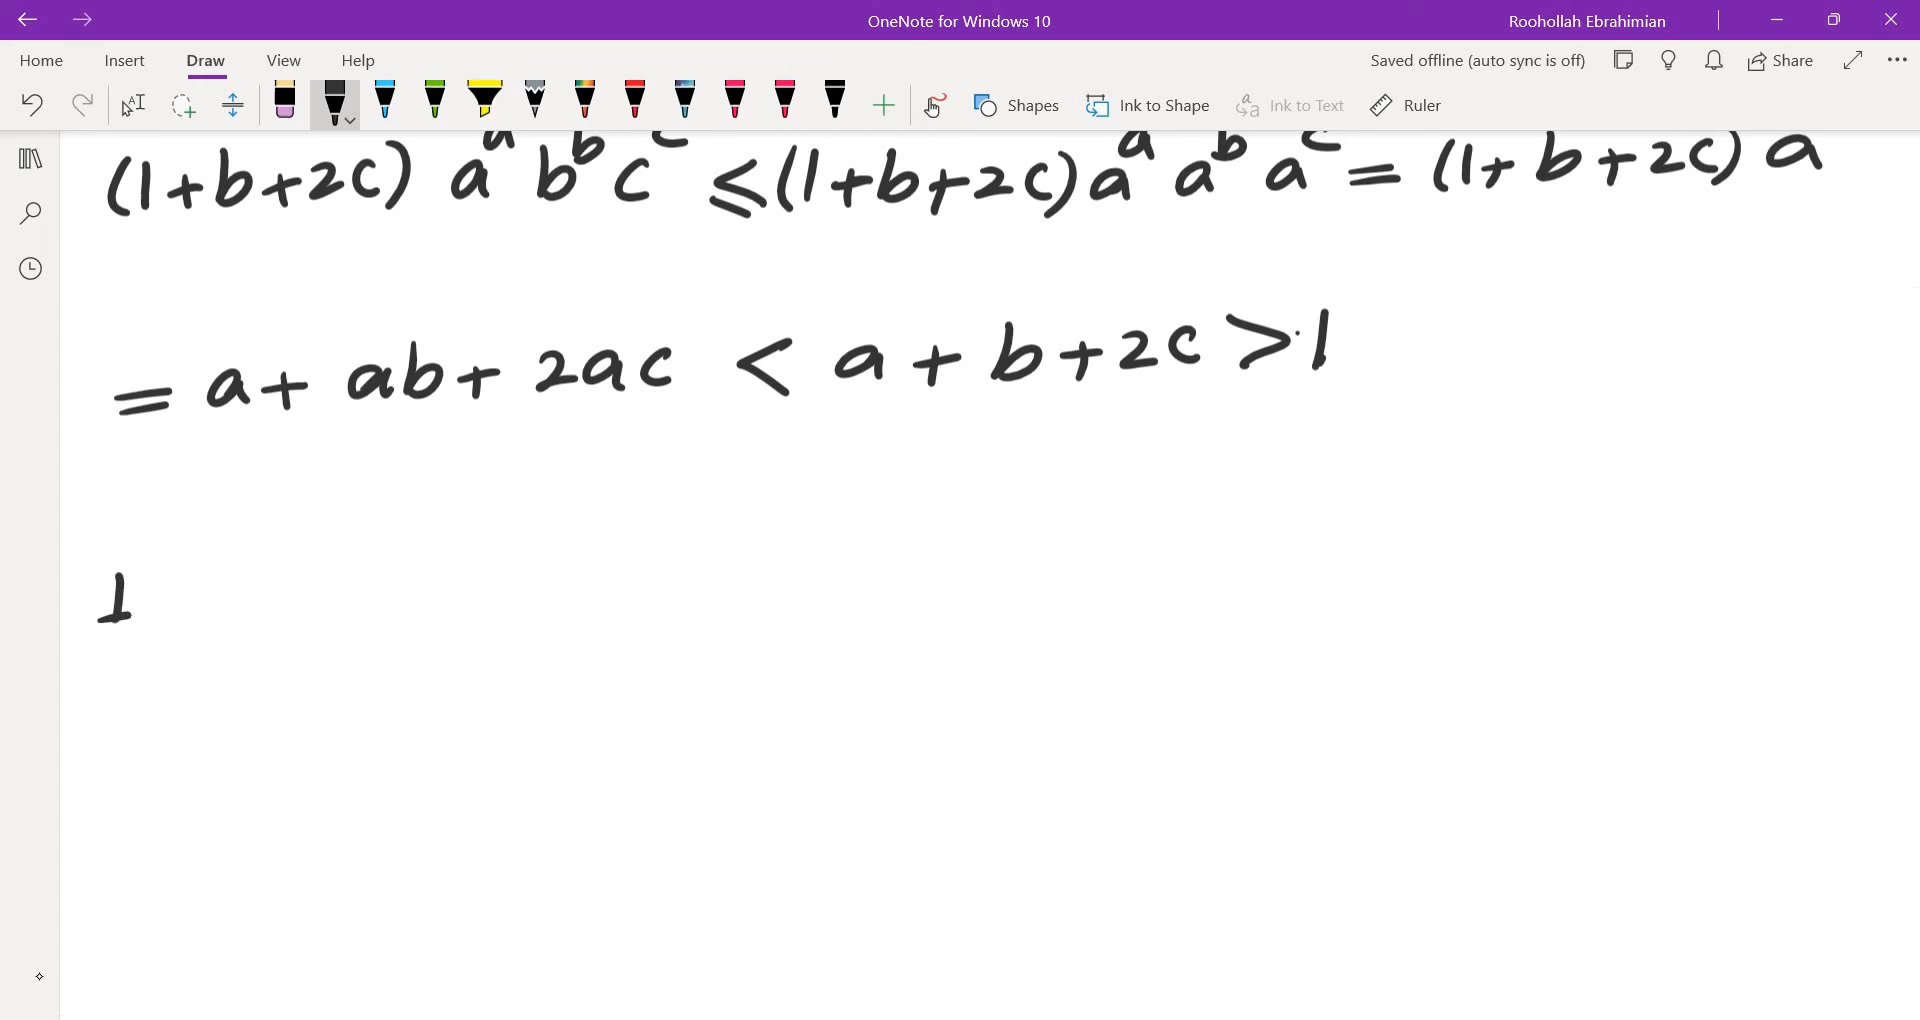 OneNote for Windows 10 Roohollah Ebrahimian
Home Insert Draw View Help Saved offline (auto sync is off) Share
Shapes Ink to Shape Ink to Text Ruler
(1+b+2c) a^a b^b c^c ≤ (1+b+2c) a^a a^b a^c = (1+b+2c) a
= a + ab + 2ac < a + b + 2c > 1
1